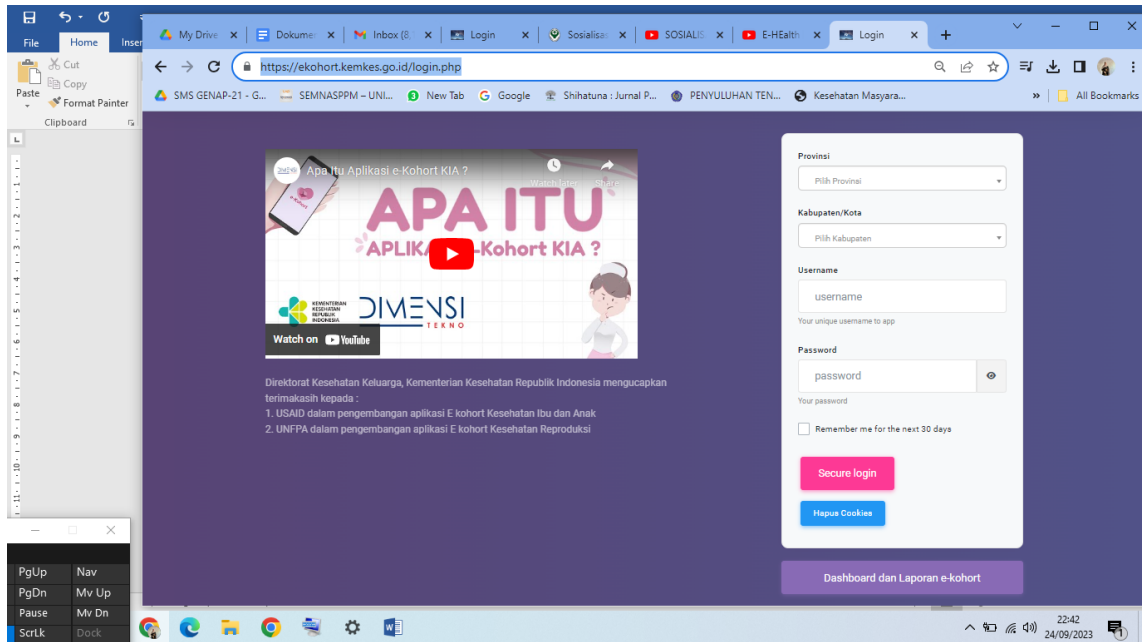 File
Home
Inser
Cut
Copy
Paste
Format Painter
Clipboard
My Drive
Dokumer
Inbox (8,
Login
Sosialisas
SOSIALIS
E-HEalth
Login
https://ekohort.kemkes.go.id/login.php
SMS GENAP-21 - G...
SEMNASPPM – UNI...
New Tab
Google
Shihatuna : Jurnal P...
PENYULUHAN TEN...
Kesehatan Masyara...
»
All Bookmarks
Apa Itu Aplikasi e-Kohort KIA ?
Watch later
Share
APA ITU
APLIK -Kohort KIA ?
KEMENTERIAN
KESEHATAN
REPUBLIK
INDONESIA
DIMENSI
TEKNO
Watch on YouTube
Direktorat Kesehatan Keluarga, Kementerian Kesehatan Republik Indonesia mengucapkan
terimakasih kepada :
1. USAID dalam pengembangan aplikasi E kohort Kesehatan Ibu dan Anak
2. UNFPA dalam pengembangan aplikasi E kohort Kesehatan Reproduksi
Provinsi
Pilih Provinsi
Kabupaten/Kota
Pilih Kabupaten
Username
username
Your unique username to app
Password
password
Your password
Remember me for the next 30 days
Secure login
Hapus Cookies
Dashboard dan Laporan e-kohort
PgUp Nav
PgDn Mv Up
Pause Mv Dn
ScrLk Dock
22:42
24/09/2023